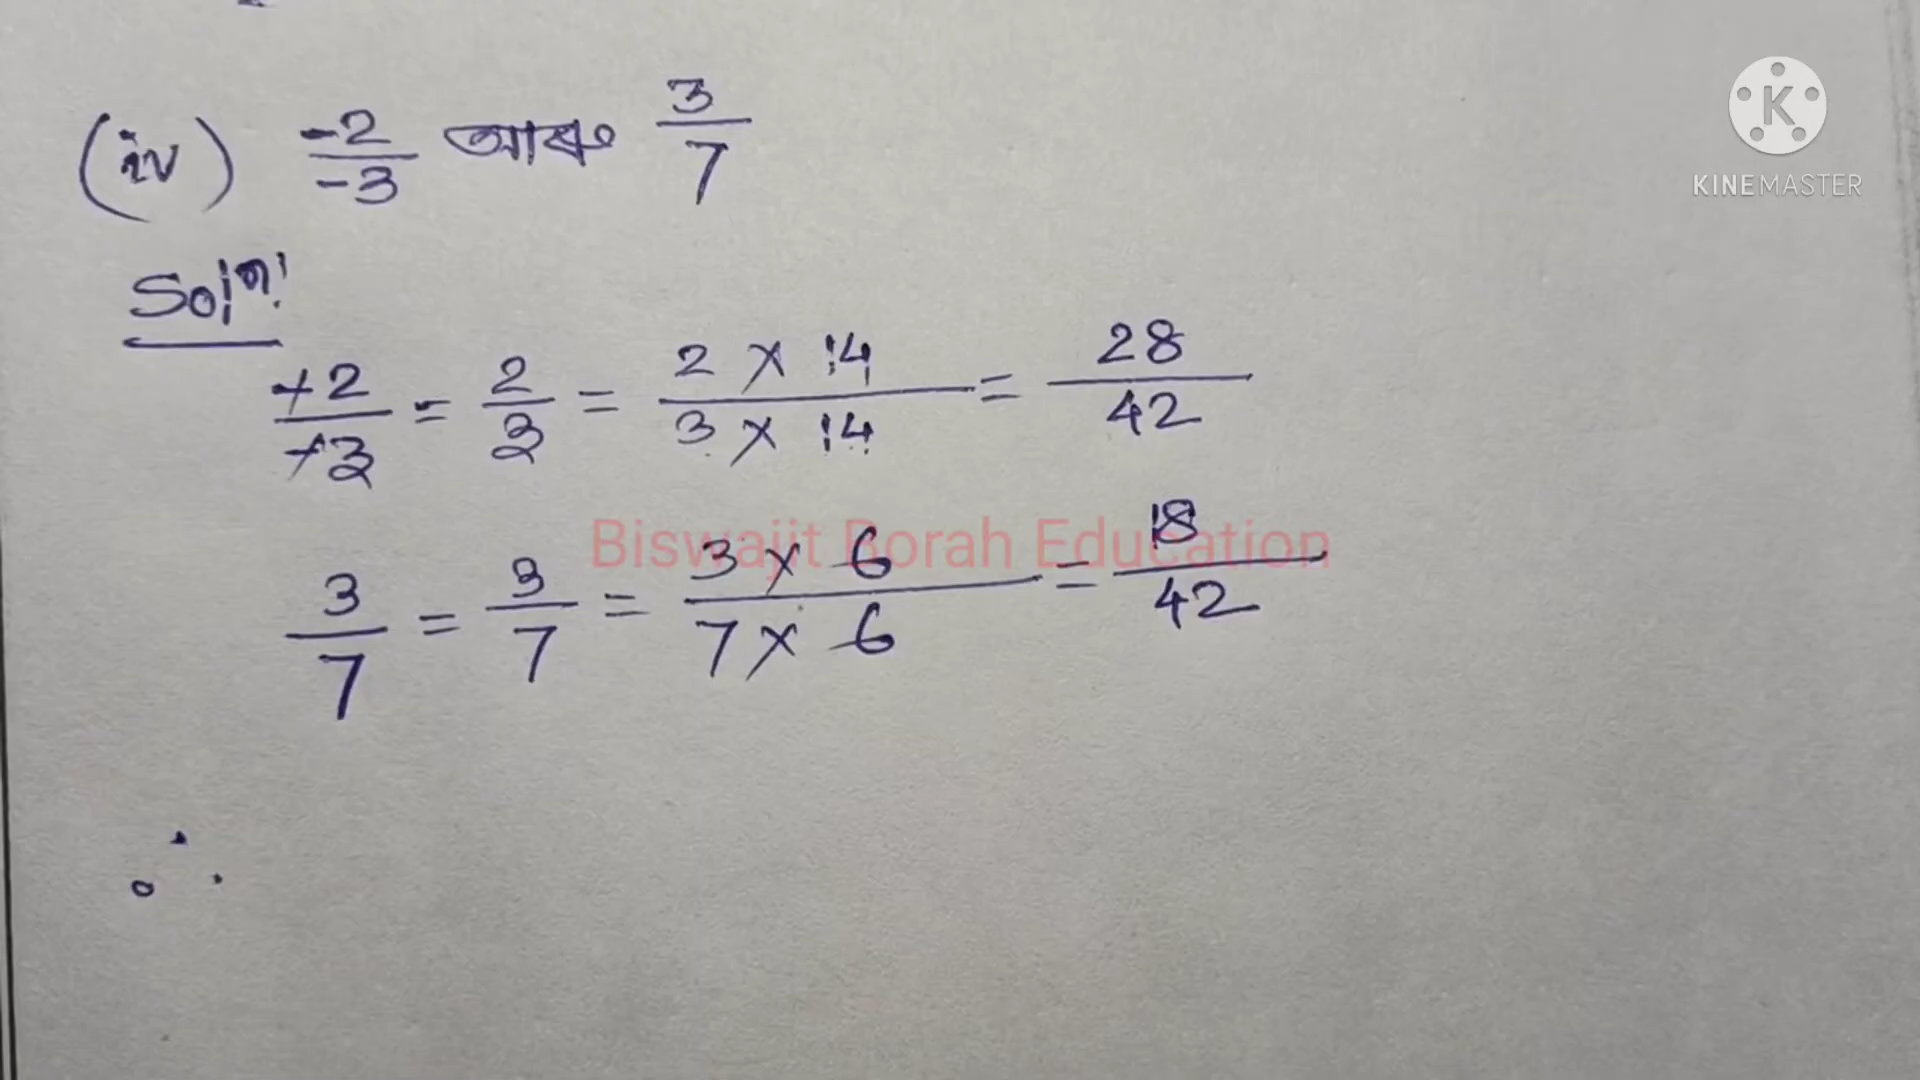 (iv) -2/-3 আৰু 3/7
KINEMASTER
Solⁿ:
+2/+3 = 2/3 = 2 × 14/3 × 14 = 28/42
Biswajit Borah Education
3/7 = 3/7 = 3 × 6/7 × 6 = 18/42
∴